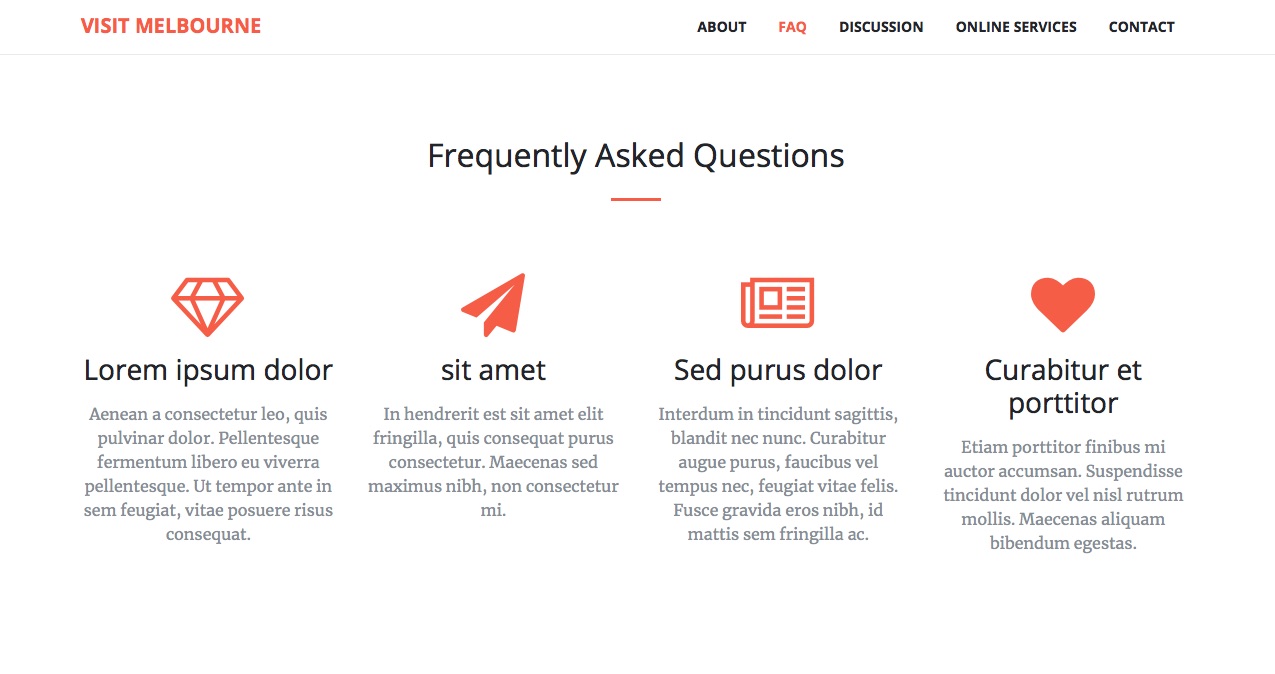 VISIT MELBOURNE
ABOUT FAQ DISCUSSION ONLINE SERVICES CONTACT
Frequently Asked Questions
Lorem ipsum dolor
Aenean a consectetur leo, quis
pulvinar dolor. Pellentesque
fermentum libero eu viverra
pellentesque. Ut tempor ante in
sem feugiat, vitae posuere risus
consequat.
sit amet
In hendrerit est sit amet elit
fringilla, quis consequat purus
consectetur. Maecenas sed
maximus nibh, non consectetur
mi.
Sed purus dolor
Interdum in tincidunt sagittis,
blandit nec nunc. Curabitur
augue purus, faucibus vel
tempus nec, feugiat vitae felis.
Fusce gravida eros nibh, id
mattis sem fringilla ac.
Curabitur et
porttitor
Etiam porttitor finibus mi
auctor accumsan. Suspendisse
tincidunt dolor vel nisl rutrum
mollis. Maecenas aliquam
bibendum egestas.